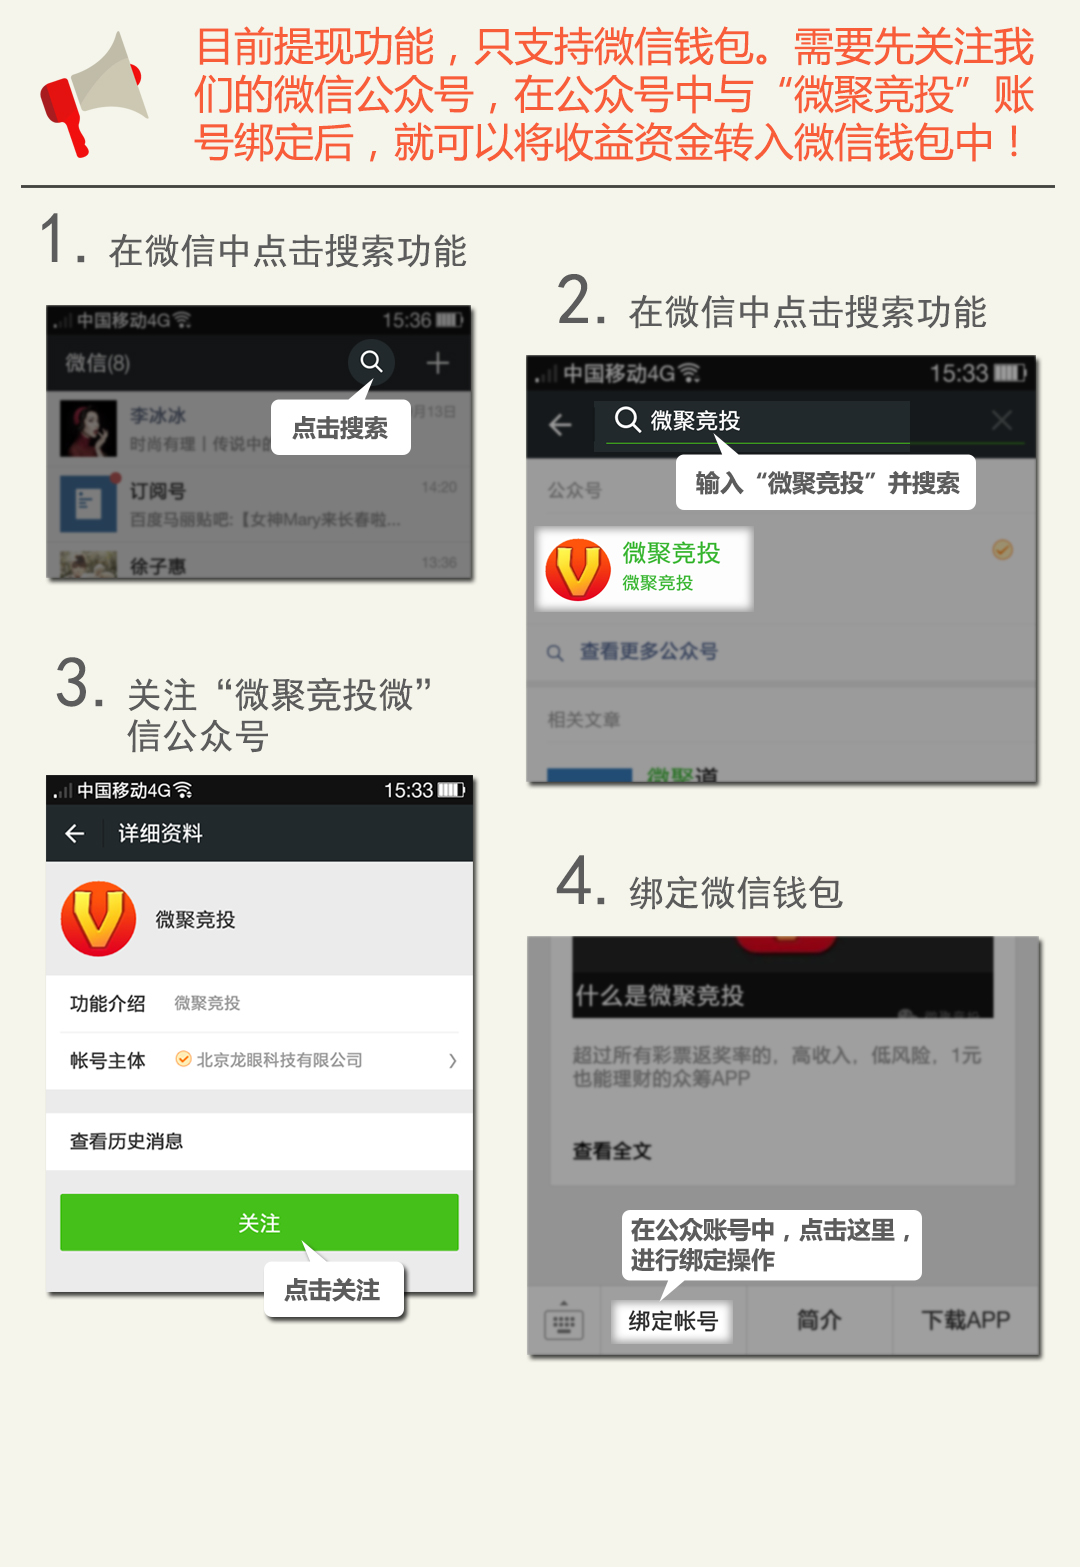 目前提现功能，只支持微信钱包。需要先关注我
们的微信公众号，在公众号中与“微聚竞投”账
号绑定后，就可以将收益资金转入微信钱包中！
1. 在微信中点击搜索功能
中国移动4G 15:36
微信(8)
点击搜索
李冰冰 月13日
时尚有理丨传说中的
订阅号 14:20
百度马丽贴吧:【女神Mary来长春啦...
徐子惠 13:36
2. 在微信中点击搜索功能
中国移动4G 15:33
微聚竞投
输入“微聚竞投”并搜索
公众号
微聚竞投
微聚竞投
查看更多公众号
相关文章
微聚道
3. 关注“微聚竞投微”
信公众号
中国移动4G 15:33
详细资料
微聚竞投
功能介绍 微聚竞投
帐号主体 北京龙眼科技有限公司
查看历史消息
关注
点击关注
4. 绑定微信钱包
什么是微聚竞投
超过所有彩票返奖率的，高收入，低风险，1元
也能理财的众筹APP
查看全文
在公众账号中，点击这里，
进行绑定操作
绑定帐号 简介 下载APP